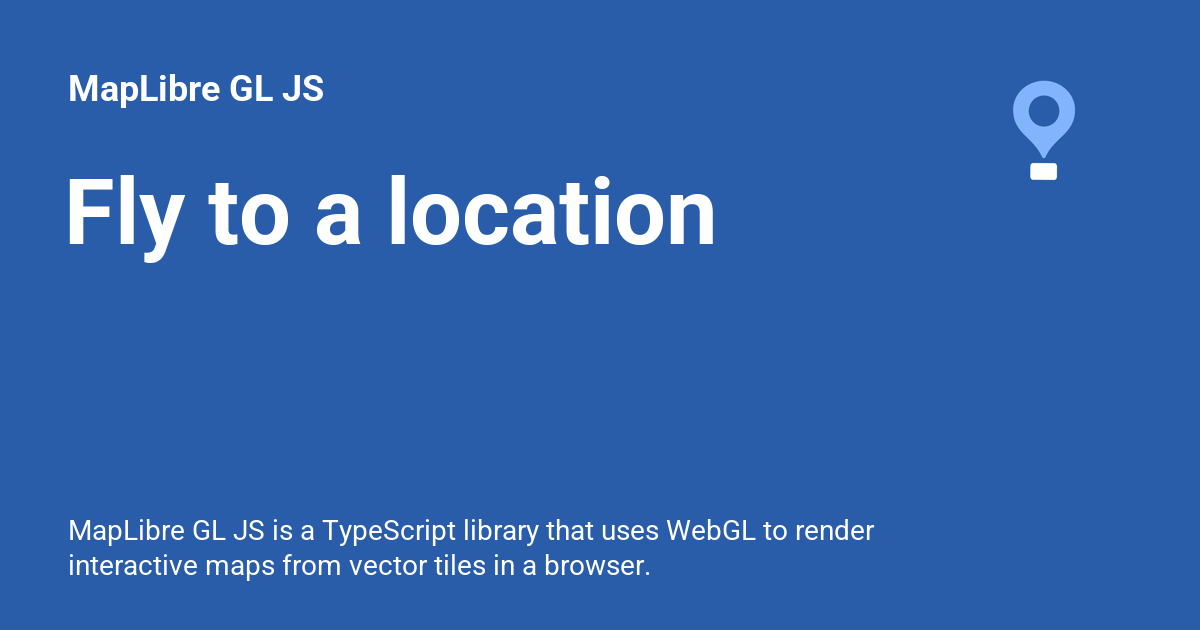 MapLibre GL JS
Fly to a location
MapLibre GL JS is a TypeScript library that uses WebGL to render
interactive maps from vector tiles in a browser.